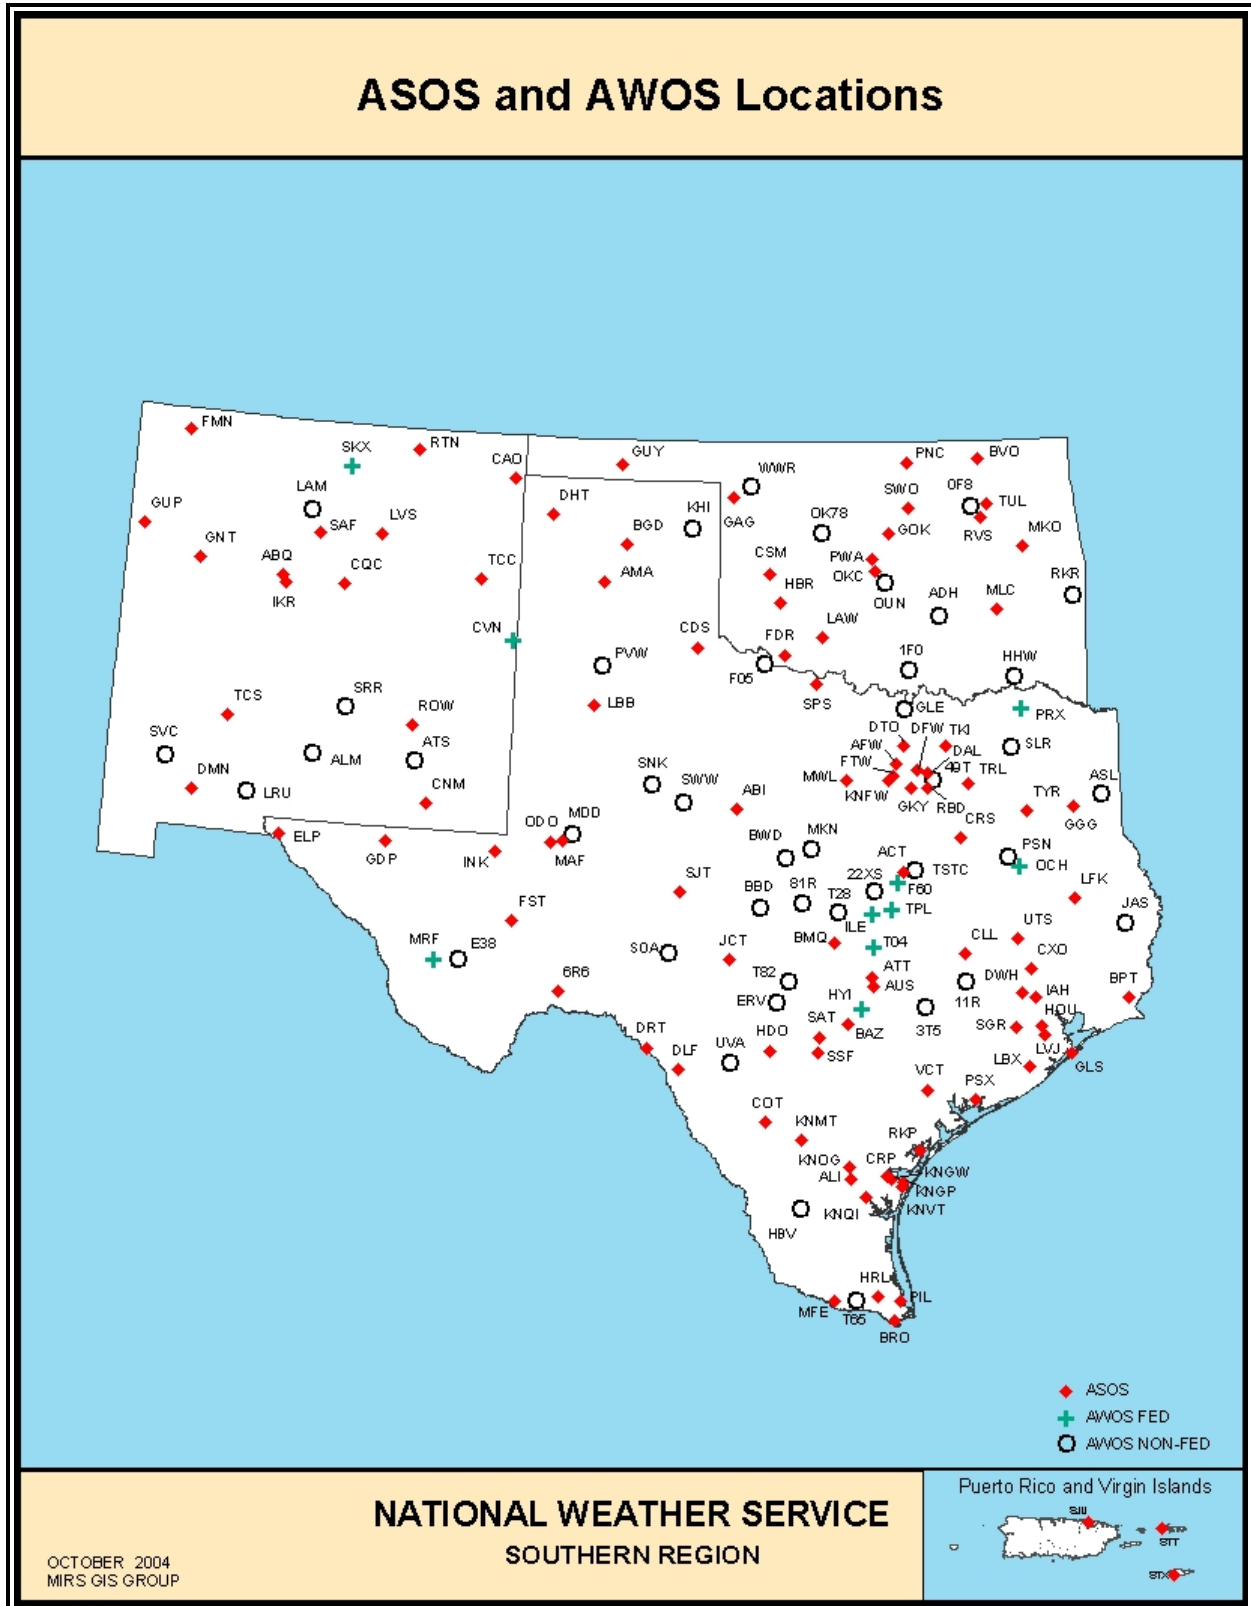 ASOS and AWOS Locations
FMN
SKX
RTN
CAO
GUY
PNC
BVO
WWR
LAM
GUP
SAF
LVS
DHT
KHI
GAG
SWO
0F8
TUL
OK78
GOK
RVS
MKO
GNT
ABQ
IKR
CQC
TCC
BGD
AMA
CSM
PWA
OKC
HBR
OUN
ADH
MLC
RKR
CVN
CDS
LAW
FDR
PVW
F05
1F0
HHW
TCS
SRR
ROW
LBB
SPS
GLE
PRX
SVC
ATS
ALM
DTO
DFW
TKI
AFW
DAL
SLR
FTW
49T
DMN
LRU
CNM
SNK
SWW
ABI
MWL
KNFW
GKY
RBD
TRL
ASL
TYR
GGG
CRS
ELP
GDP
INK
ODO
MDD
MAF
BWD
MKN
ACT
TSTC
PSN
OCH
SJT
BBD
81R
T28
22XS
F60
TPL
LFK
JAS
FST
MRF
E38
SOA
JCT
BMQ
ILE
T04
CLL
UTS
CXO
6R6
T82
ERV
ATT
AUS
HYI
DWH
11R
IAH
BPT
HOU
DRT
DLF
UVA
HDO
SAT
SSF
BAZ
3T5
SGR
LVJ
LBX
GLS
VCT
PSX
COT
KNMT
RKP
KNOG
ALI
CRP
KNGW
KNGP
KNVT
KNQI
HBV
HRL
MFE
T65
PIL
BRO
ASOS
AWOS FED
AWOS NON-FED
NATIONAL WEATHER SERVICE
SOUTHERN REGION
OCTOBER 2004
MIRS GIS GROUP
Puerto Rico and Virgin Islands
SJU
STT
STX